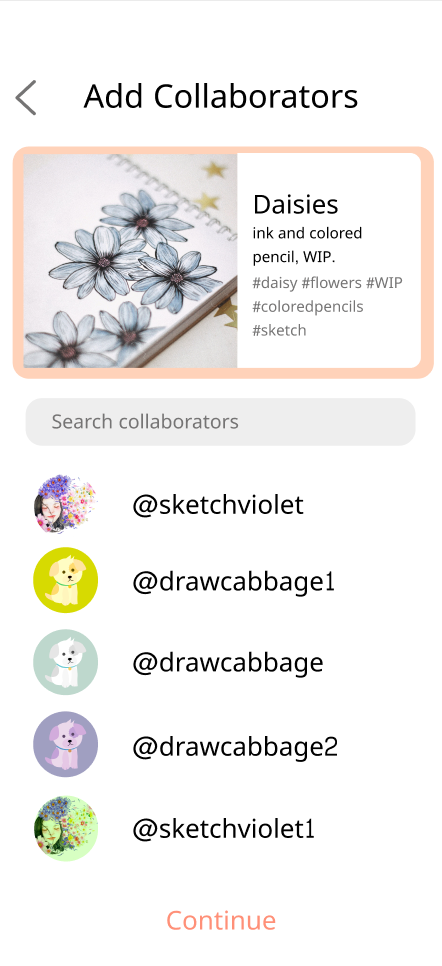 Add Collaborators
Daisies
ink and colored
pencil, WIP.
#daisy #flowers #WIP
#coloredpencils
#sketch
Search collaborators
@sketchviolet
@drawcabbage1
@drawcabbage
@drawcabbage2
@sketchviolet1
Continue